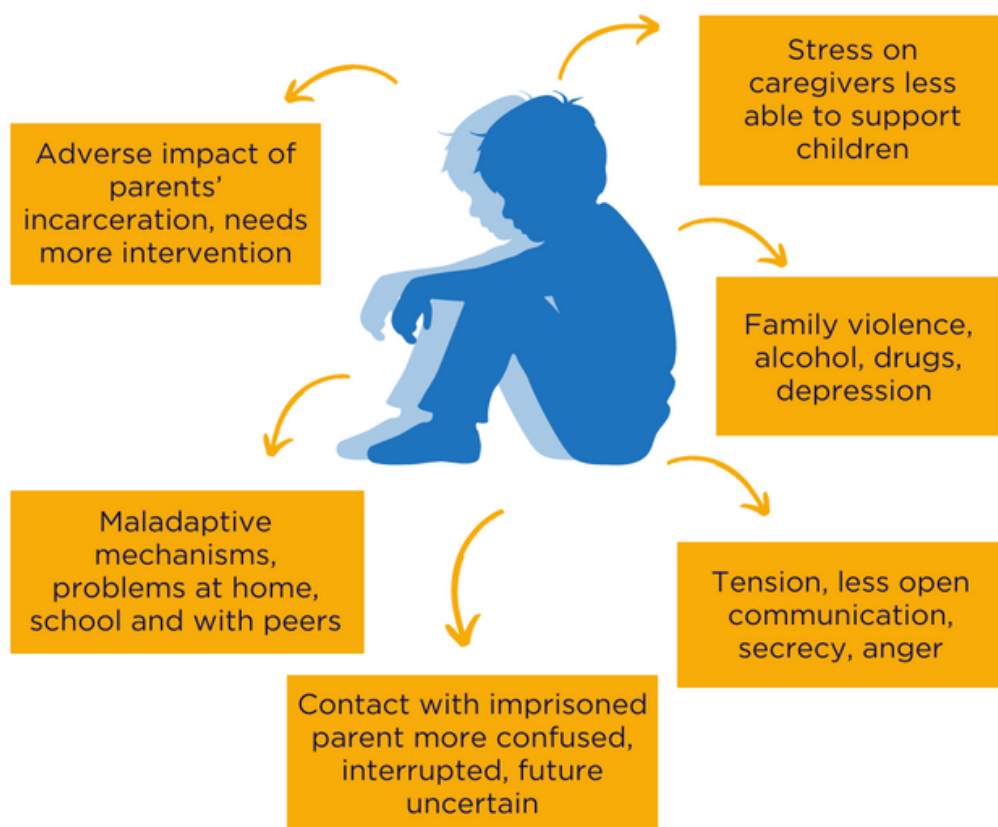 Stress on
caregivers less
able to support
children
Family violence,
alcohol, drugs,
depression
Tension, less open
communication,
secrecy, anger
Contact with imprisoned
parent more confused,
interrupted, future
uncertain
Maladaptive
mechanisms,
problems at home,
school and with peers
Adverse impact of
parents’
incarceration, needs
more intervention